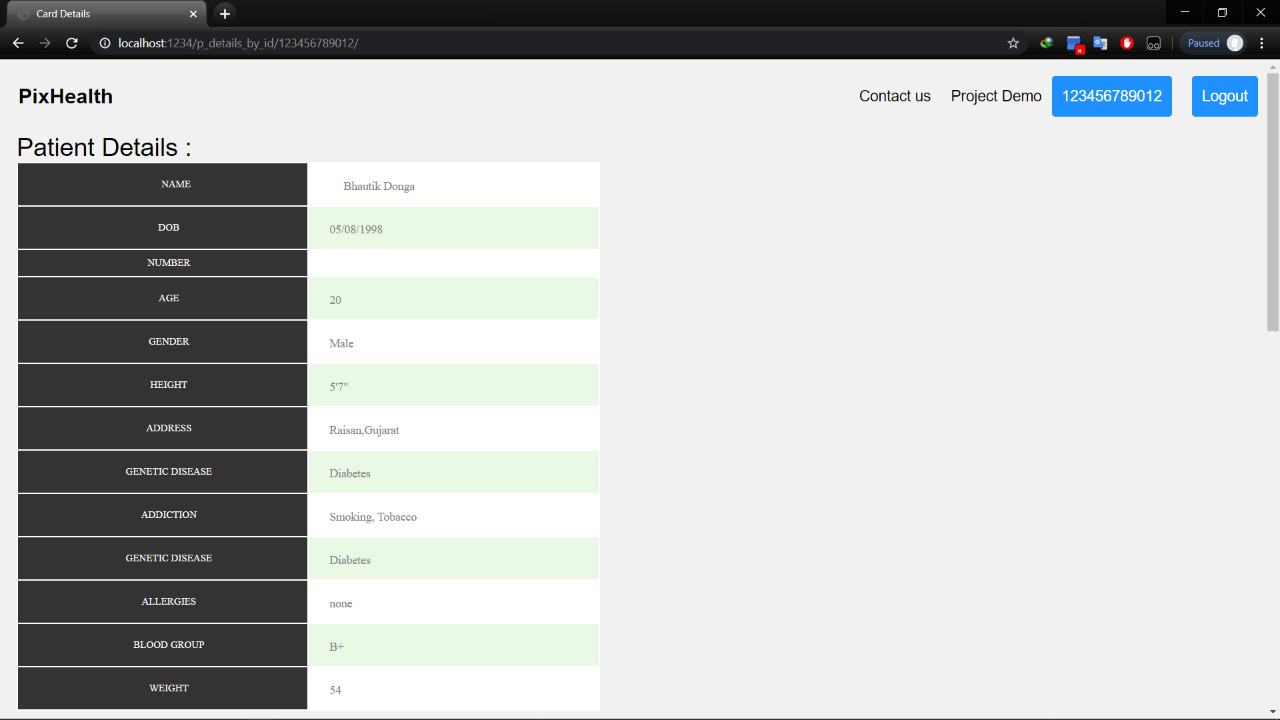 Card Details
localhost:1234/p_details_by_id/123456789012/
Paused
PixHealth
Contact us Project Demo 123456789012 Logout
Patient Details :
NAME Bhautik Donga
DOB 05/08/1998
NUMBER
AGE 20
GENDER Male
HEIGHT 5'7"
ADDRESS Raisan,Gujarat
GENETIC DISEASE Diabetes
ADDICTION Smoking, Tobacco
GENETIC DISEASE Diabetes
ALLERGIES none
BLOOD GROUP B+
WEIGHT 54